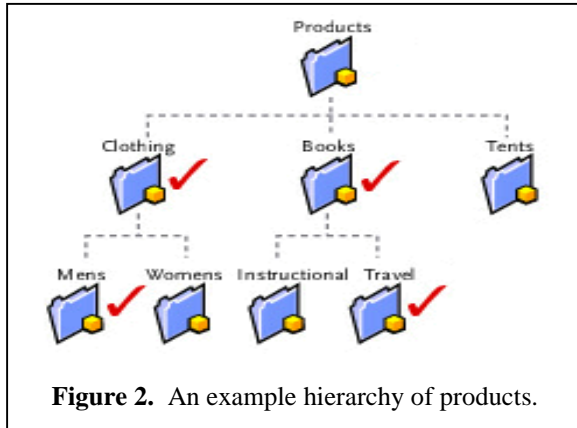 Products
Clothing Books Tents
Mens Womens Instructional Travel
Figure 2. An example hierarchy of products.